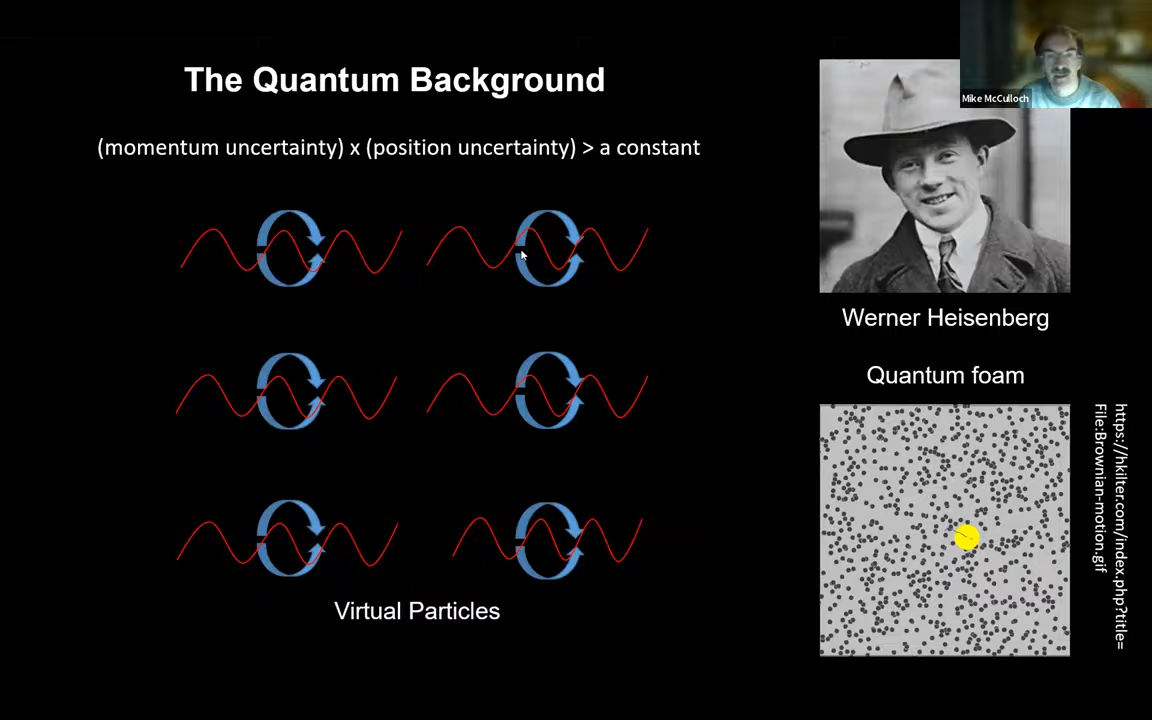 The Quantum Background
(momentum uncertainty) x (position uncertainty) > a constant
Virtual Particles
Mike McCulloch
Werner Heisenberg
Quantum foam
https://hkilter.com/index.php?title=
File:Brownian-motion.gif